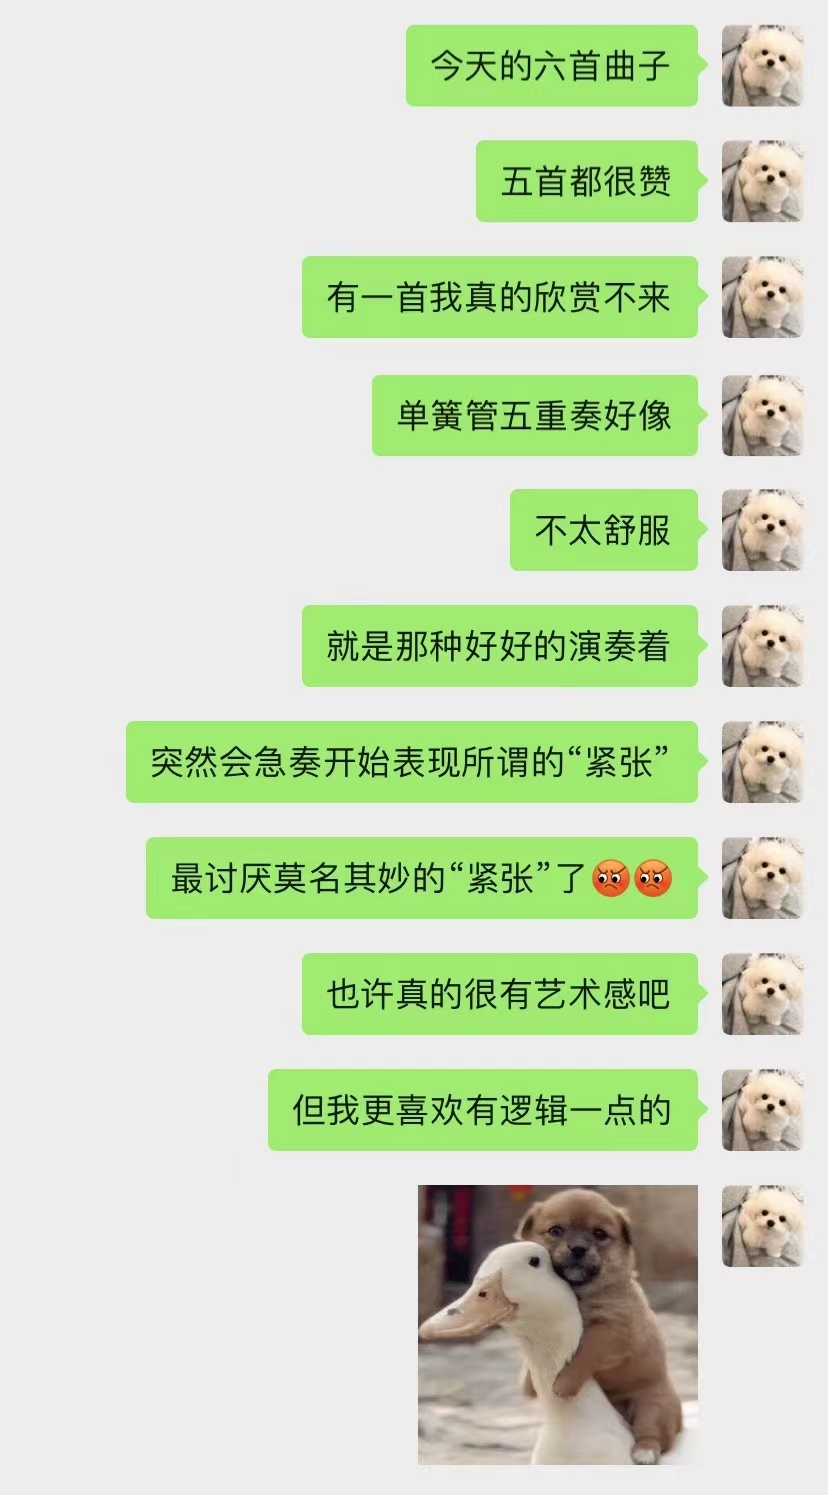 今天的六首曲子
五首都很赞
有一首我真的欣赏不来
单簧管五重奏好像
不太舒服
就是那种好好的演奏着
突然会急奏开始表现所谓的“紧张”
最讨厌莫名其妙的“紧张”了😡😡
也许真的很有艺术感吧
但我更喜欢有逻辑一点的